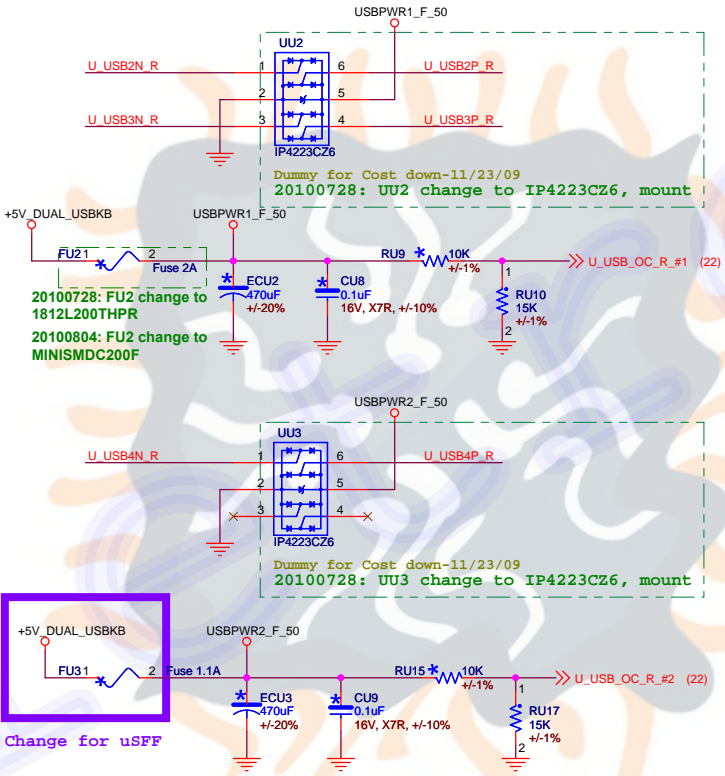 USBPWR1_F_50
UU2
U_USB2N_R 1 6 U_USB2P_R
2 5
U_USB3N_R 3 4 U_USB3P_R
IP4223CZ6
Dummy for Cost down-11/23/09
20100728: UU2 change to IP4223CZ6, mount
+5V_DUAL_USBKB USBPWR1_F_50
FU2 1 * 2 Fuse 2A
RU9 * 10K +/-1%
U_USB_OC_R_#1 (22)
* ECU2 470uF +/-20%
* CU8 0.1uF 16V, X7R, +/-10%
1 RU10 15K +/-1% 2
20100728: FU2 change to
1812L200THPR
20100804: FU2 change to
MINISMDC200F
USBPWR2_F_50
UU3
U_USB4N_R 1 6 U_USB4P_R
2 5
3 4
IP4223CZ6
Dummy for Cost down-11/23/09
20100728: UU3 change to IP4223CZ6, mount
+5V_DUAL_USBKB USBPWR2_F_50
FU3 1 * 2 Fuse 1.1A
RU15 * 10K +/-1%
U_USB_OC_R_#2 (22)
* ECU3 470uF +/-20%
* CU9 0.1uF 16V, X7R, +/-10%
1 RU17 15K +/-1% 2
Change for uSFF